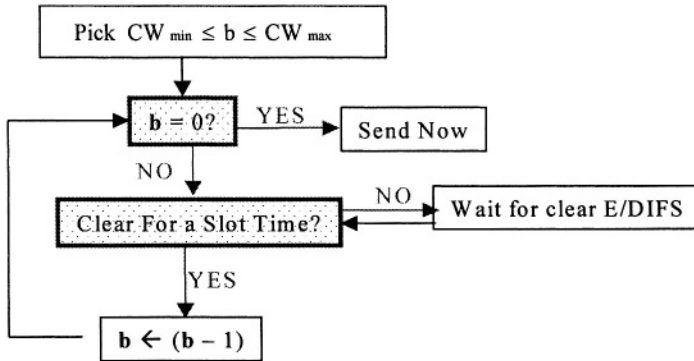 Pick CW min ≤ b ≤ CW max
b = 0?
YES
Send Now
NO
Clear For a Slot Time?
NO
Wait for clear E/DIFS
YES
b ← (b – 1)